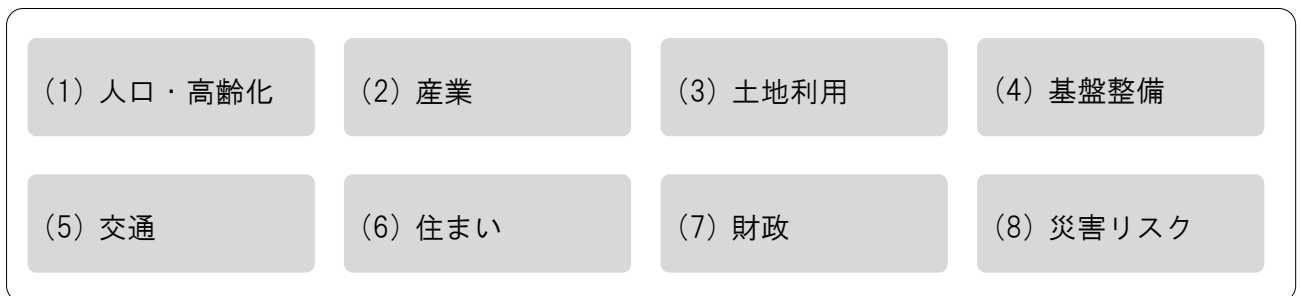 (1) 人口・高齢化
(2) 産業
(3) 土地利用
(4) 基盤整備
(5) 交通
(6) 住まい
(7) 財政
(8) 災害リスク